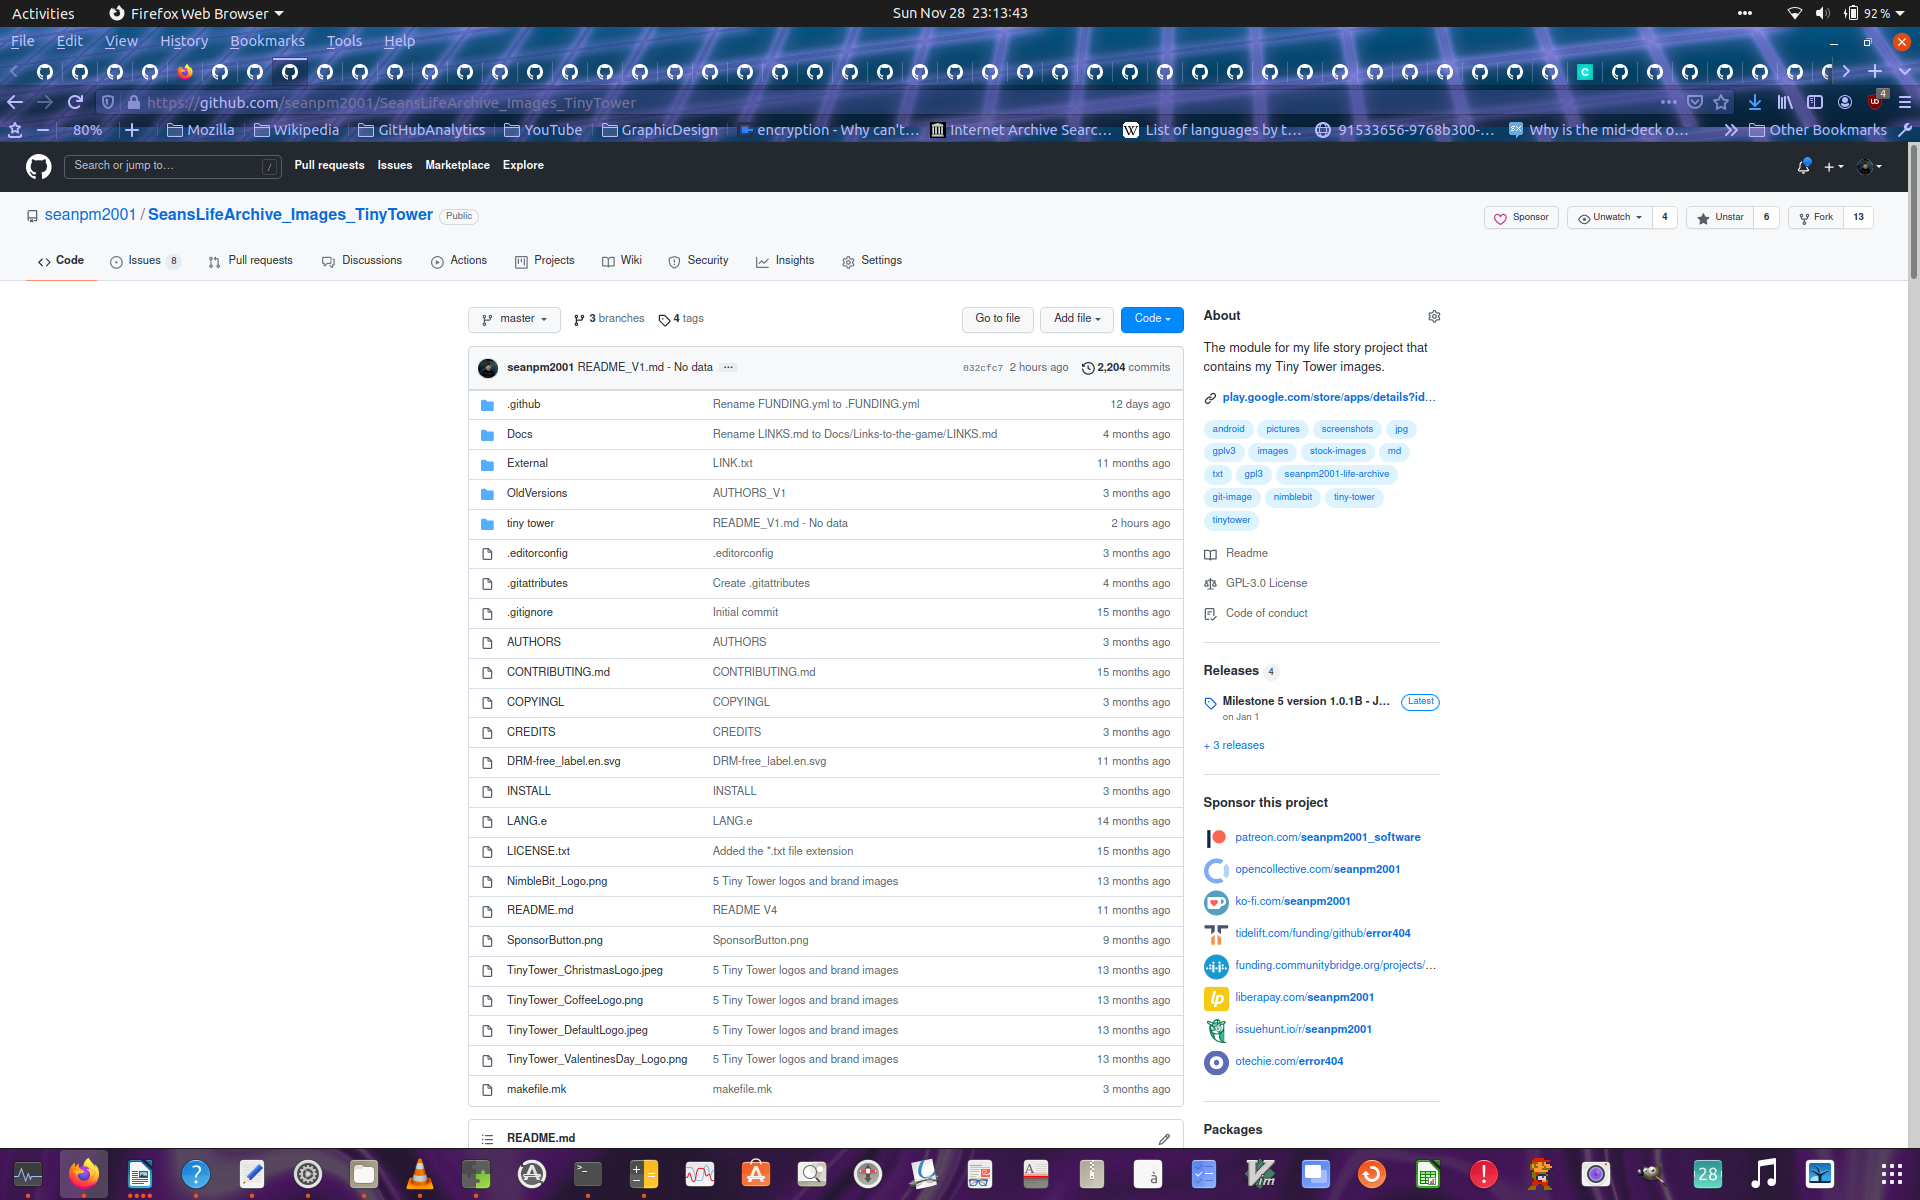 Activities Firefox Web Browser Sun Nov 28 23:13:43 92 %
File Edit View History Bookmarks Tools Help
https://github.com/seanpm2001/SeansLifeArchive_Images_TinyTower 4
80% Mozilla Wikipedia GitHubAnalytics YouTube GraphicDesign encryption - Why can't… Internet Archive Searc… List of languages by t… 91533656-9768b300-… Why is the mid-deck o… Other Bookmarks
Search or jump to… / Pull requests Issues Marketplace Explore
seanpm2001 / SeansLifeArchive_Images_TinyTower Public Sponsor Unwatch 4 Unstar 6 Fork 13
Code Issues 8 Pull requests Discussions Actions Projects Wiki Security Insights Settings
master 3 branches 4 tags Go to file Add file Code
seanpm2001 README_V1.md - No data … 032cfc7 2 hours ago 2,204 commits
.github Rename FUNDING.yml to .FUNDING.yml 12 days ago
Docs Rename LINKS.md to Docs/Links-to-the-game/LINKS.md 4 months ago
External LINK.txt 11 months ago
OldVersions AUTHORS_V1 3 months ago
tiny tower README_V1.md - No data 2 hours ago
.editorconfig .editorconfig 3 months ago
.gitattributes Create .gitattributes 4 months ago
.gitignore Initial commit 15 months ago
AUTHORS AUTHORS 3 months ago
CONTRIBUTING.md CONTRIBUTING.md 15 months ago
COPYINGL COPYINGL 3 months ago
CREDITS CREDITS 3 months ago
DRM-free_label.en.svg DRM-free_label.en.svg 11 months ago
INSTALL INSTALL 3 months ago
LANG.e LANG.e 14 months ago
LICENSE.txt Added the *.txt file extension 15 months ago
NimbleBit_Logo.png 5 Tiny Tower logos and brand images 13 months ago
README.md README V4 11 months ago
SponsorButton.png SponsorButton.png 9 months ago
TinyTower_ChristmasLogo.jpeg 5 Tiny Tower logos and brand images 13 months ago
TinyTower_CoffeeLogo.png 5 Tiny Tower logos and brand images 13 months ago
TinyTower_DefaultLogo.jpeg 5 Tiny Tower logos and brand images 13 months ago
TinyTower_ValentinesDay_Logo.png 5 Tiny Tower logos and brand images 13 months ago
makefile.mk makefile.mk 3 months ago
README.md
About
The module for my life story project that
contains my Tiny Tower images.
play.google.com/store/apps/details?id…
android pictures screenshots jpg
gplv3 images stock-images md
txt gpl3 seanpm2001-life-archive
git-image nimblebit tiny-tower
tinytower
Readme
GPL-3.0 License
Code of conduct
Releases 4
Milestone 5 version 1.0.1B - J… Latest
on Jan 1
+ 3 releases
Sponsor this project
patreon.com/seanpm2001_software
opencollective.com/seanpm2001
ko-fi.com/seanpm2001
tidelift.com/funding/github/error404
funding.communitybridge.org/projects/…
liberapay.com/seanpm2001
issuehunt.io/r/seanpm2001
otechie.com/error404
Packages
28